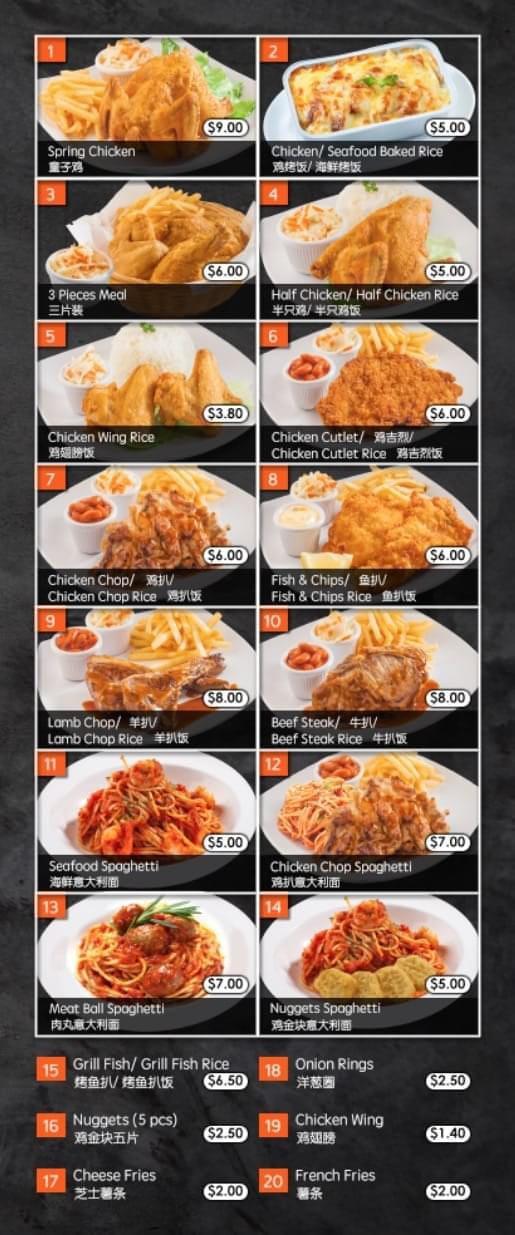 1
$9.00
Spring Chicken
童子鸡
2
$5.00
Chicken/ Seafood Baked Rice
鸡烤饭/ 海鲜烤饭
3
$6.00
3 Pieces Meal
三片装
4
$5.00
Half Chicken/ Half Chicken Rice
半只鸡/ 半只鸡饭
5
$3.80
Chicken Wing Rice
鸡翅膀饭
6
$6.00
Chicken Cutlet/ 鸡吉烈/
Chicken Cutlet Rice 鸡吉烈饭
7
$6.00
Chicken Chop/ 鸡扒/
Chicken Chop Rice 鸡扒饭
8
$6.00
Fish & Chips/ 鱼扒/
Fish & Chips Rice 鱼扒饭
9
$8.00
Lamb Chop/ 羊扒/
Lamb Chop Rice 羊扒饭
10
$8.00
Beef Steak/ 牛扒/
Beef Steak Rice 牛扒饭
11
$5.00
Seafood Spaghetti
海鲜意大利面
12
$7.00
Chicken Chop Spaghetti
鸡扒意大利面
13
$7.00
Meat Ball Spaghetti
肉丸意大利面
14
$5.00
Nuggets Spaghetti
鸡金块意大利面
15 Grill Fish/ Grill Fish Rice
烤鱼扒/ 烤鱼扒饭 $6.50
18 Onion Rings
洋葱圈 $2.50
16 Nuggets (5 pcs)
鸡金块五片 $2.50
19 Chicken Wing
鸡翅膀 $1.40
17 Cheese Fries
芝士薯条 $2.00
20 French Fries
薯条 $2.00